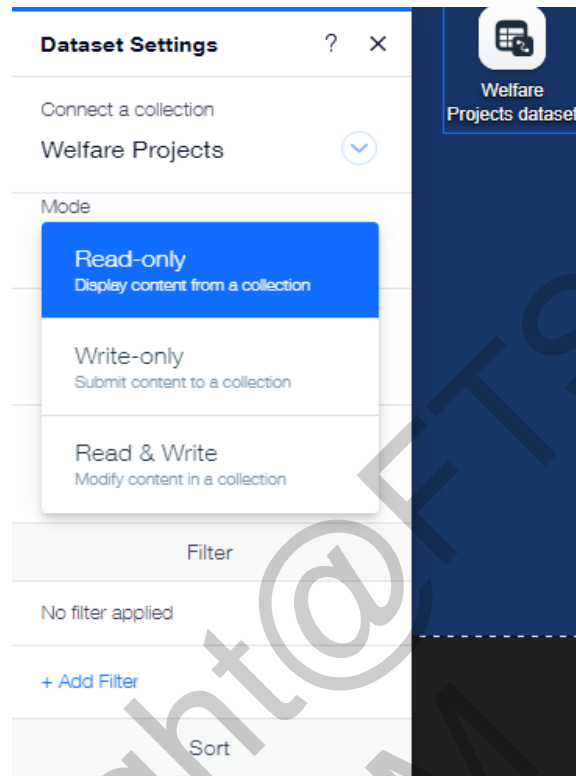 Dataset Settings ? ×
Connect a collection
Welfare Projects
Mode
Read-only
Display content from a collection
Write-only
Submit content to a collection
Read & Write
Modify content in a collection
Filter
No filter applied
+ Add Filter
Sort
Welfare
Projects dataset